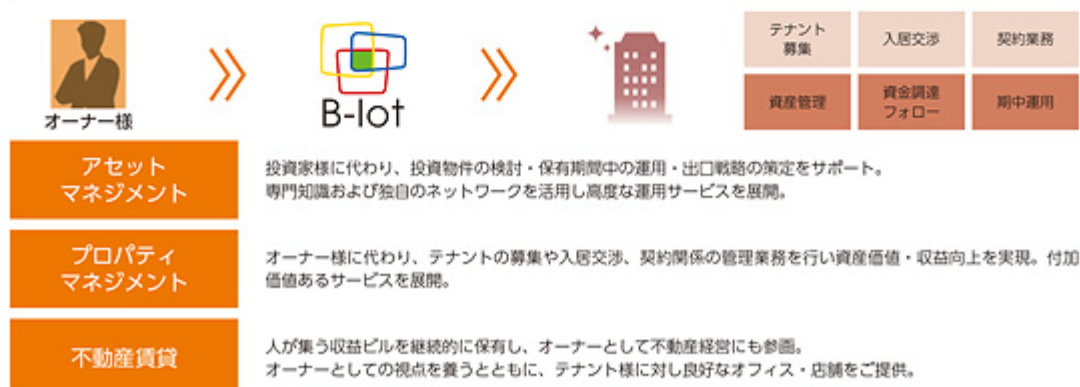 オーナー様
B-lot
テナント
募集
入居交渉
契約業務
資産管理
資金調達
フォロー
期中運用
アセット
マネジメント
投資家様に代わり、投資物件の検討・保有期間中の運用・出口戦略の策定をサポート。
専門知識および独自のネットワークを活用し高度な運用サービスを展開。
プロパティ
マネジメント
オーナー様に代わり、テナントの募集や入居交渉、契約関係の管理業務を行い資産価値・収益向上を実現。付加
価値あるサービスを展開。
不動産賃貸
人が集う収益ビルを継続的に保有し、オーナーとして不動産経営にも参画。
オーナーとしての視点を養うとともに、テナント様に対し良好なオフィス・店舗をご提供。